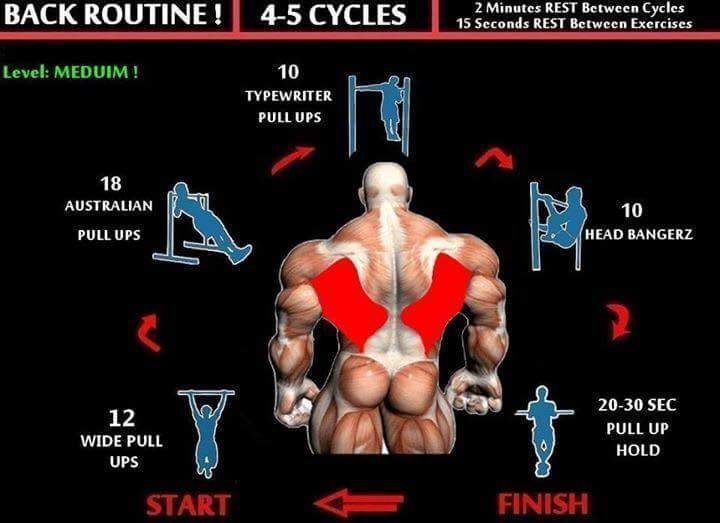 BACK ROUTINE !
4-5 CYCLES
2 Minutes REST Between Cycles
15 Seconds REST Between Exercises
Level: MEDUIM !
10
TYPEWRITER
PULL UPS
18
AUSTRALIAN
PULL UPS
10
HEAD BANGERZ
12
WIDE PULL
UPS
20-30 SEC
PULL UP
HOLD
START
FINISH